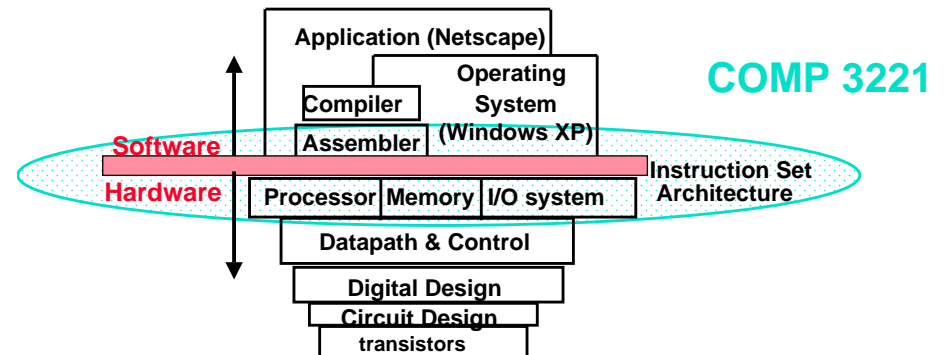 Application (Netscape)
Operating
System
(Windows XP)
COMP 3221
Compiler
Assembler
Software
Hardware
Instruction Set
Architecture
Processor Memory I/O system
Datapath & Control
Digital Design
Circuit Design
transistors